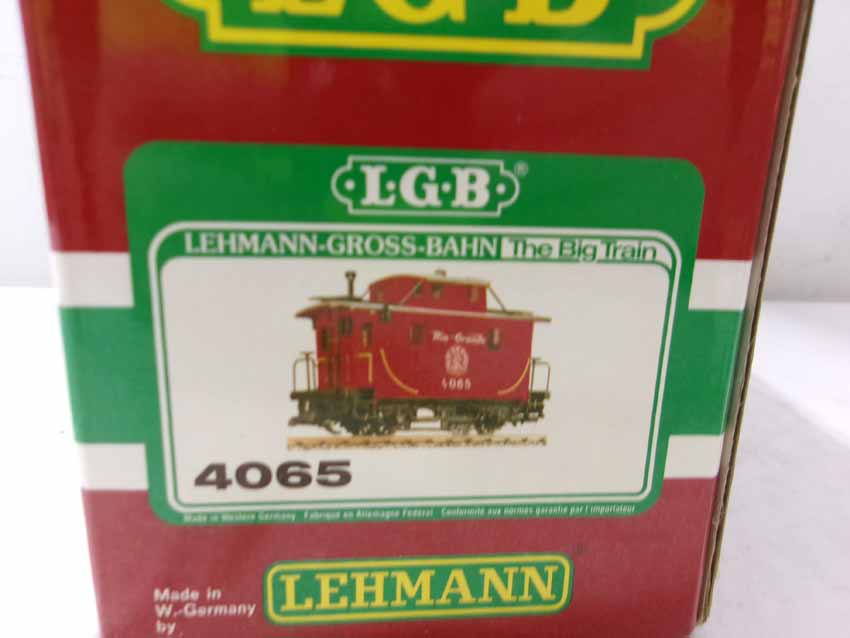 LGB
L·G·B·®
LEHMANN-GROSS-BAHN The Big Train
Rio Grande
4065
4065
Made in Western Germany Fabriqué en Allemagne Fédéral Conformité aux normes garantie par l'importateur
Made in
W.-Germany
by
LEHMANN®